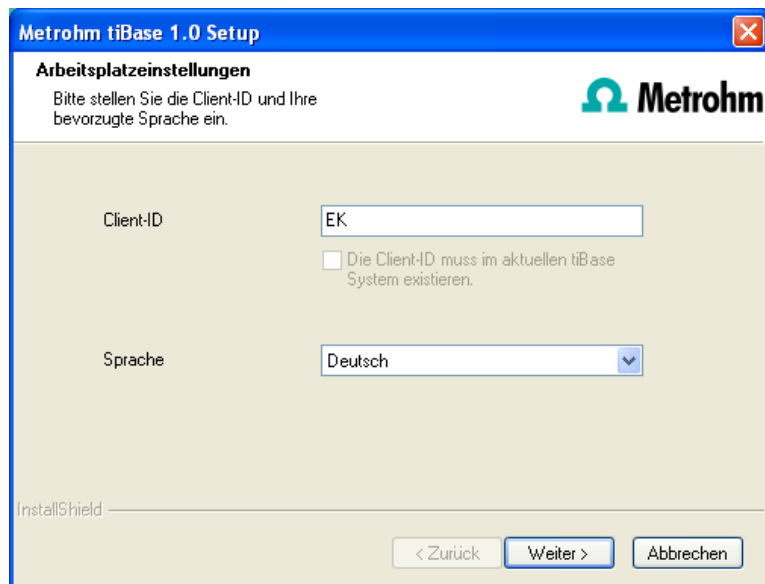 Metrohm tiBase 1.0 Setup
Arbeitsplatzeinstellungen
Bitte stellen Sie die Client-ID und Ihre
bevorzugte Sprache ein.
Metrohm
Client-ID
EK
Die Client-ID muss im aktuellen tiBase
System existieren.
Sprache
Deutsch
InstallShield
< Zurück
Weiter >
Abbrechen